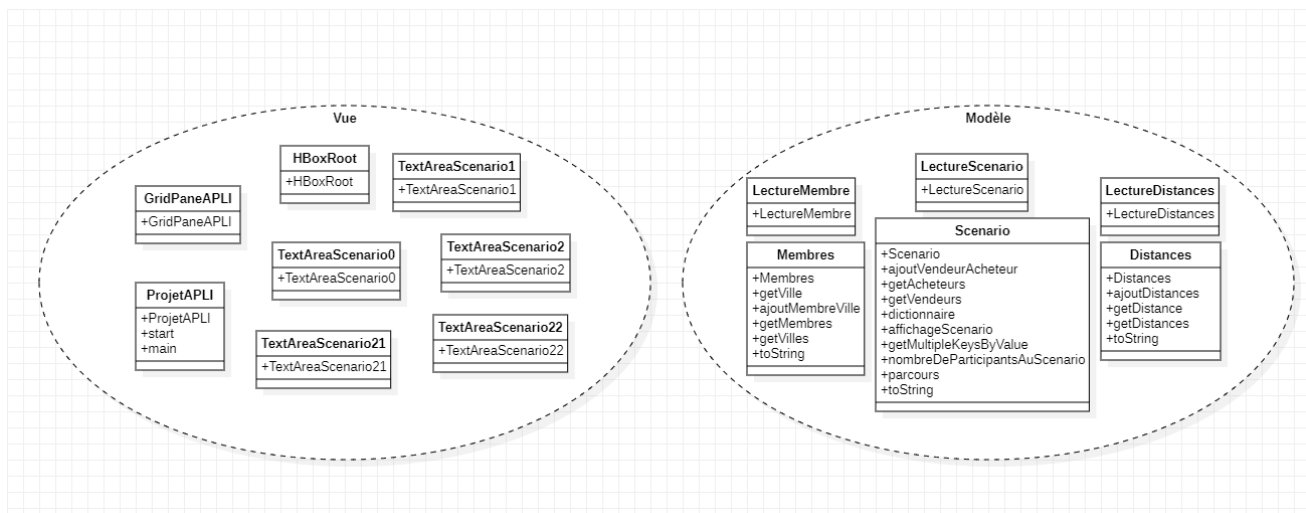 Vue
HBoxRoot
+HBoxRoot
TextAreaScenario1
+TextAreaScenario1
GridPaneAPLI
+GridPaneAPLI
TextAreaScenario0
+TextAreaScenario0
TextAreaScenario2
+TextAreaScenario2
ProjetAPLI
+ProjetAPLI
+start
+main
TextAreaScenario21
+TextAreaScenario21
TextAreaScenario22
+TextAreaScenario22
Modèle
LectureMembre
+LectureMembre
LectureScenario
+LectureScenario
LectureDistances
+LectureDistances
Membres
+Membres
+getVille
+ajoutMembreVille
+getMembres
+getVilles
+toString
Scenario
+Scenario
+ajoutVendeurAcheteur
+getAcheteurs
+getVendeurs
+dictionnaire
+affichageScenario
+getMultipleKeysByValue
+nombreDeParticipantsAuScenario
+parcours
+toString
Distances
+Distances
+ajoutDistances
+getDistance
+getDistances
+toString